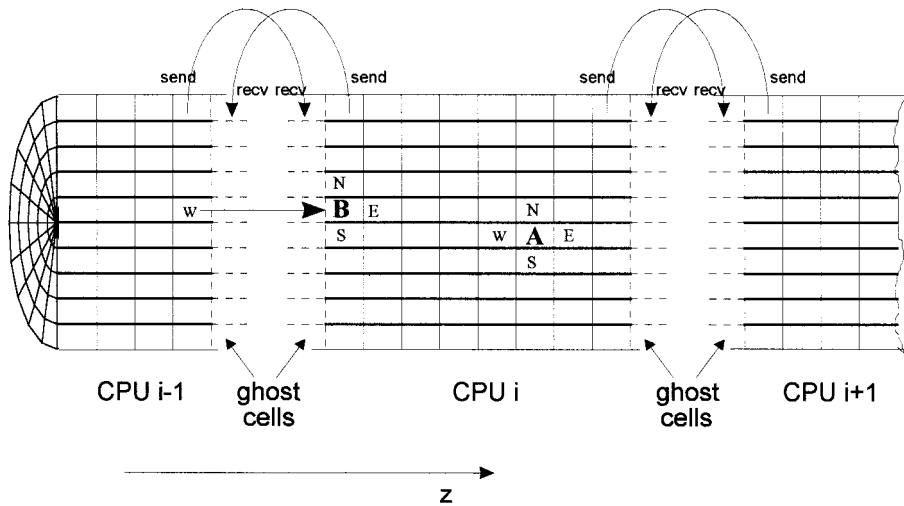 send send send send
recv recv recv recv
N
W B E N
S W A E
S
CPU i-1 ghost cells CPU i ghost cells CPU i+1
z